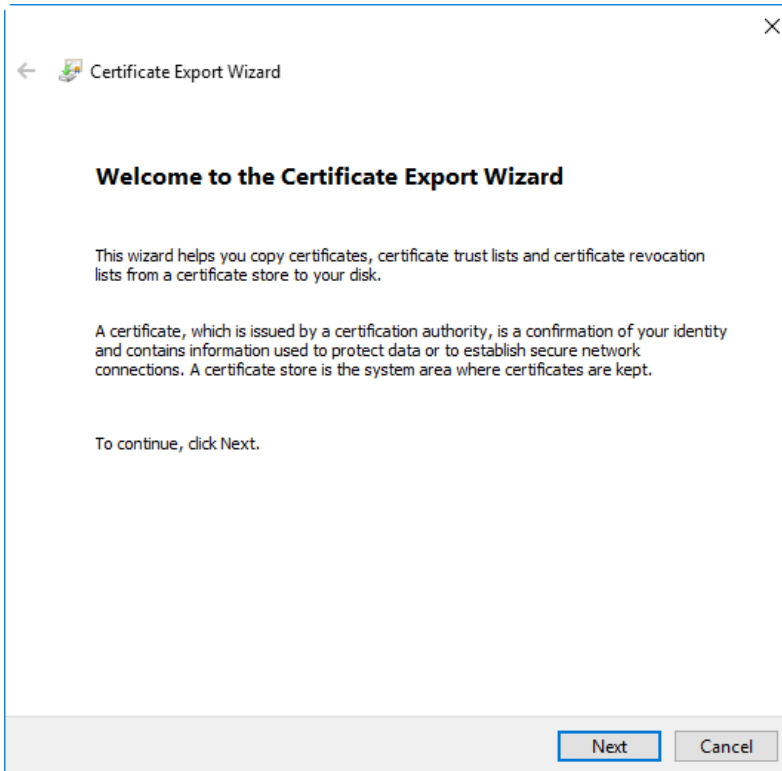 Certificate Export Wizard
Welcome to the Certificate Export Wizard
This wizard helps you copy certificates, certificate trust lists and certificate revocation
lists from a certificate store to your disk.
A certificate, which is issued by a certification authority, is a confirmation of your identity
and contains information used to protect data or to establish secure network
connections. A certificate store is the system area where certificates are kept.
To continue, click Next.
Next Cancel